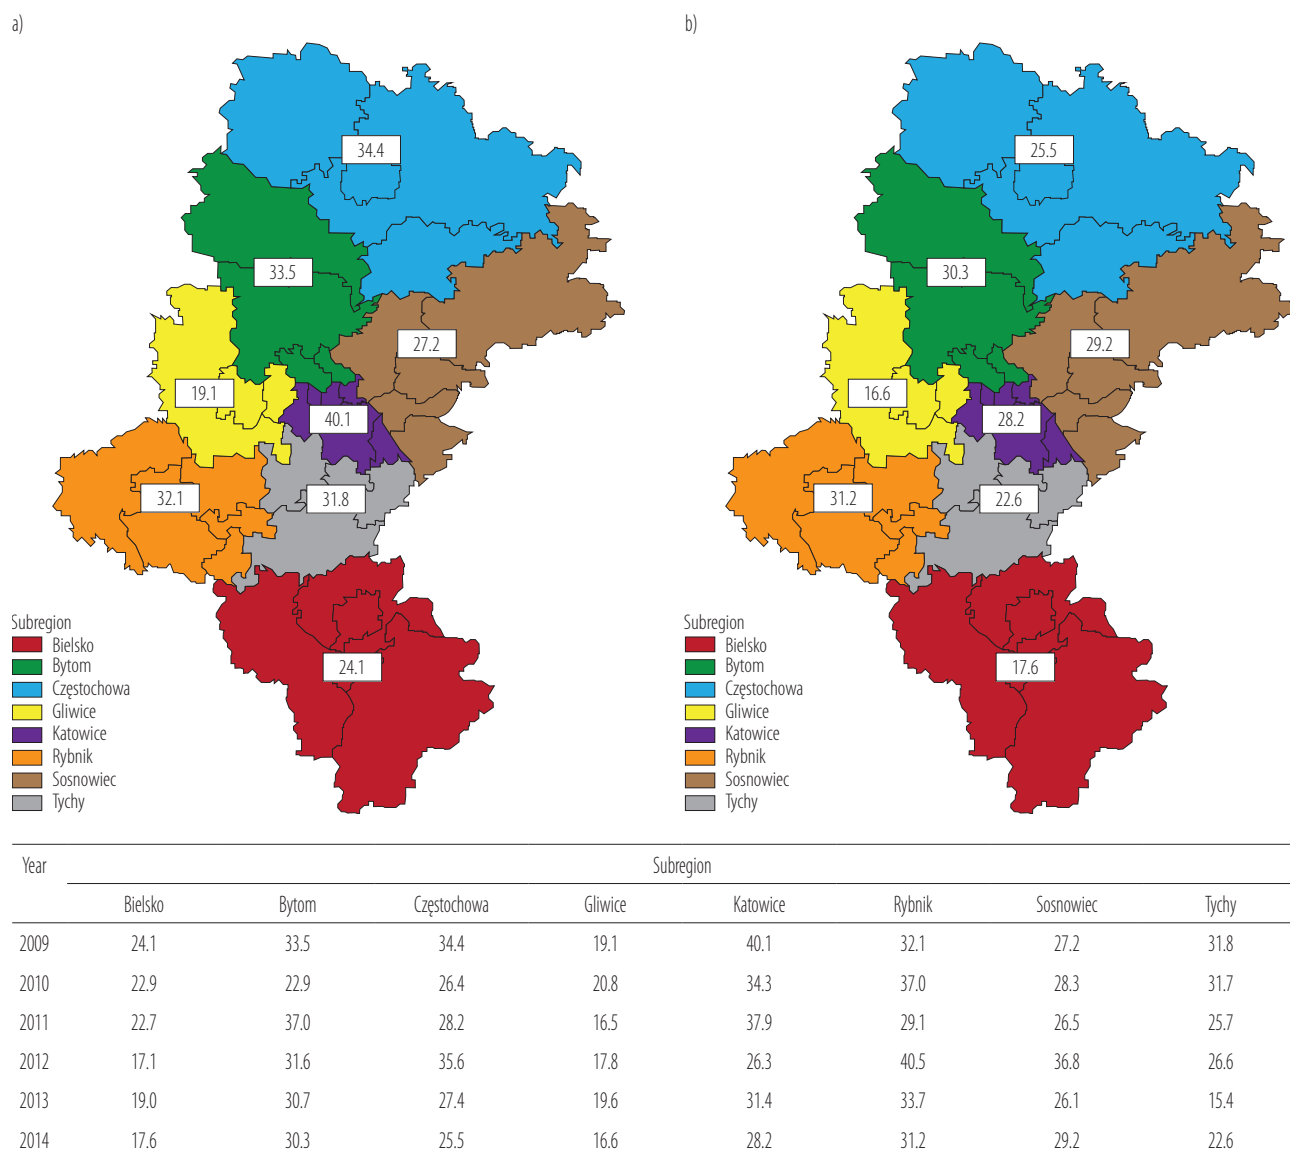 a)
34.4
33.5
27.2
19.1
40.1
32.1
31.8
24.1
Subregion
Bielsko
Bytom
Częstochowa
Gliwice
Katowice
Rybnik
Sosnowiec
Tychy
b)
25.5
30.3
29.2
16.6
28.2
31.2
22.6
17.6
Subregion
Bielsko
Bytom
Częstochowa
Gliwice
Katowice
Rybnik
Sosnowiec
Tychy
Year Subregion
Bielsko Bytom Częstochowa Gliwice Katowice Rybnik Sosnowiec Tychy
2009 24.1 33.5 34.4 19.1 40.1 32.1 27.2 31.8
2010 22.9 22.9 26.4 20.8 34.3 37.0 28.3 31.7
2011 22.7 37.0 28.2 16.5 37.9 29.1 26.5 25.7
2012 17.1 31.6 35.6 17.8 26.3 40.5 36.8 26.6
2013 19.0 30.7 27.4 19.6 31.4 33.7 26.1 15.4
2014 17.6 30.3 25.5 16.6 28.2 31.2 29.2 22.6